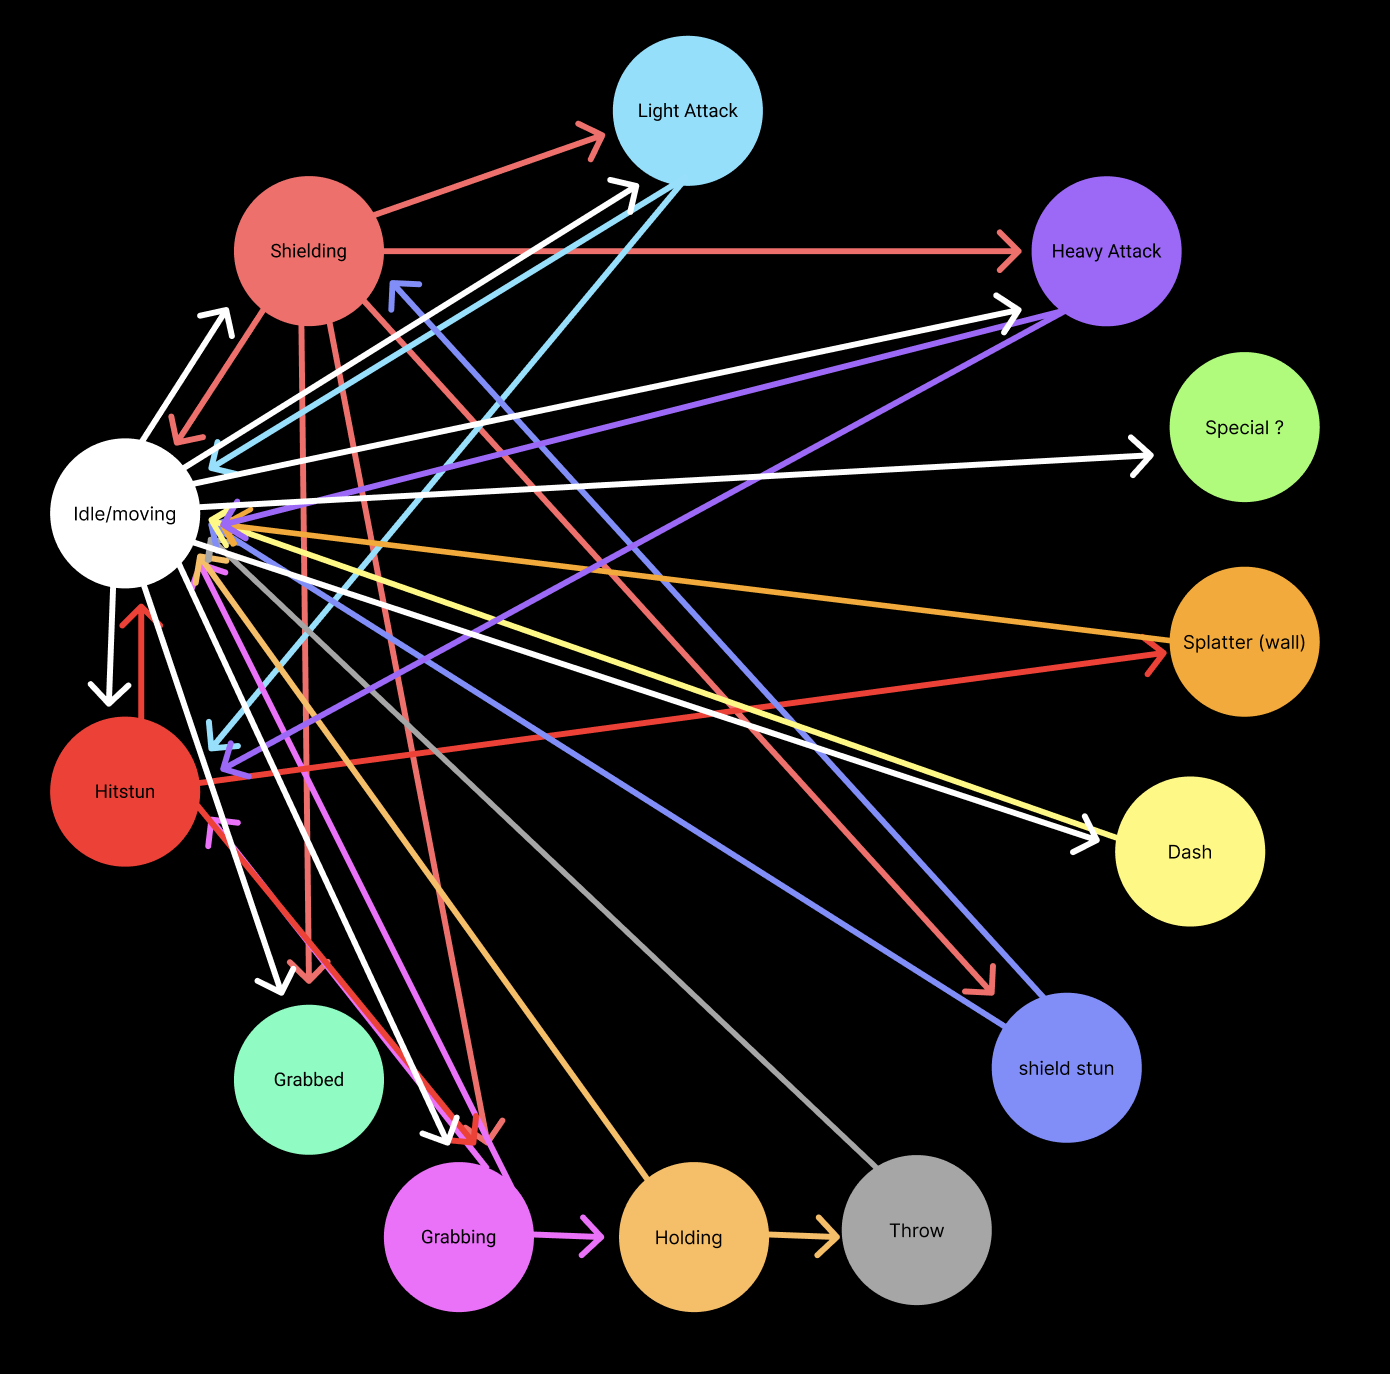 Light Attack
Shielding
Heavy Attack
Special ?
Idle/moving
Splatter (wall)
Hitstun
Dash
Grabbed
shield stun
Grabbing
Holding
Throw